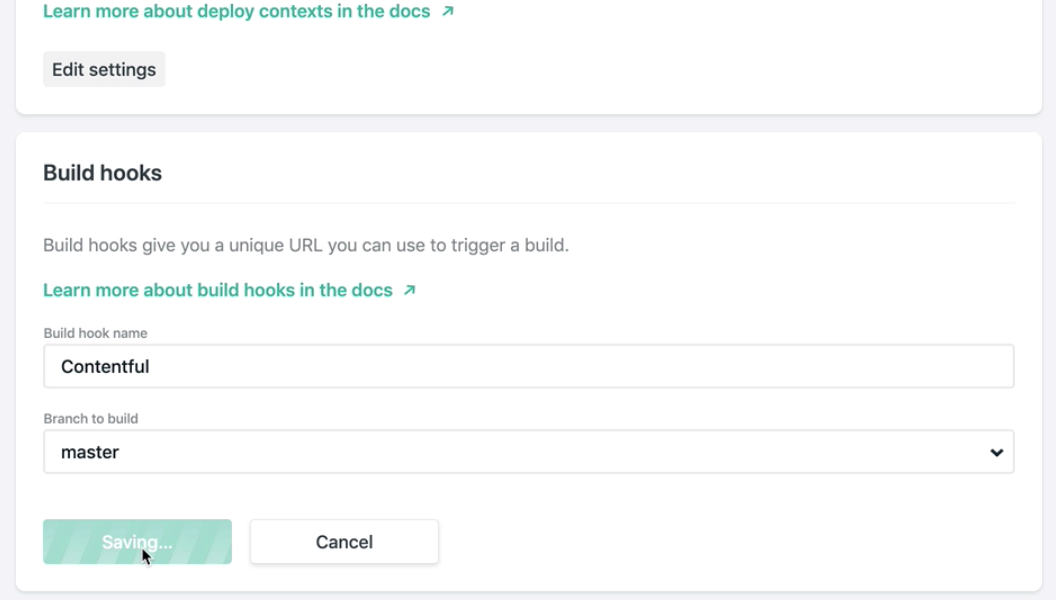 Learn more about deploy contexts in the docs ↗
Edit settings
Build hooks
Build hooks give you a unique URL you can use to trigger a build.
Learn more about build hooks in the docs ↗
Build hook name
Contentful
Branch to build
master
Saving...
Cancel